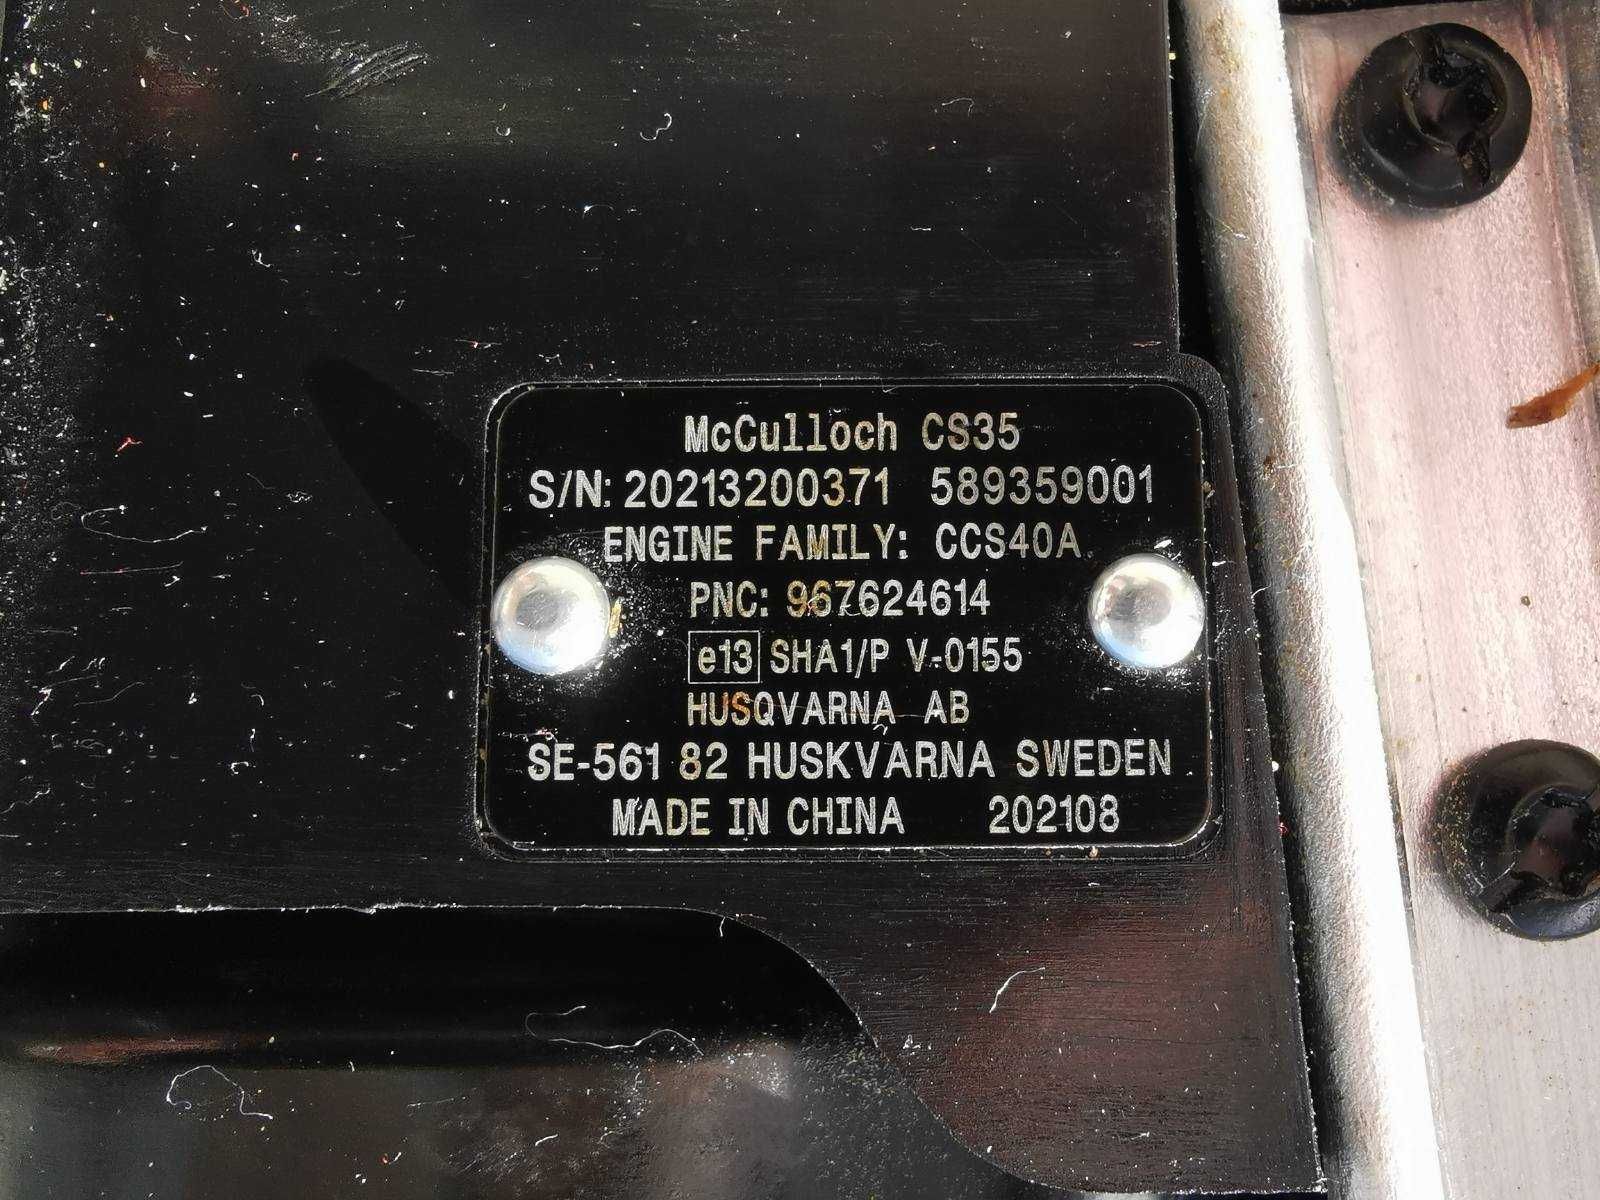 McCulloch CS35
S/N: 20213200371 589359001
ENGINE FAMILY: CCS40A
PNC: 967624614
e13 SHA1/P V-0155
HUSQVARNA AB
SE-561 82 HUSKVARNA SWEDEN
MADE IN CHINA 202108